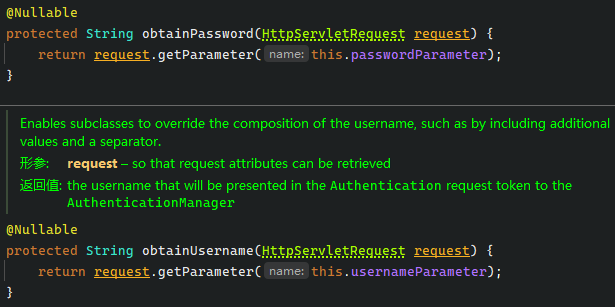 @Nullable
protected String obtainPassword(HttpServletRequest request) {
return request.getParameter( name: this.passwordParameter);
}
Enables subclasses to override the composition of the username, such as by including additional
values and a separator.
形参: request – so that request attributes can be retrieved
返回值: the username that will be presented in the Authentication request token to the
AuthenticationManager
@Nullable
protected String obtainUsername(HttpServletRequest request) {
return request.getParameter( name: this.usernameParameter);
}